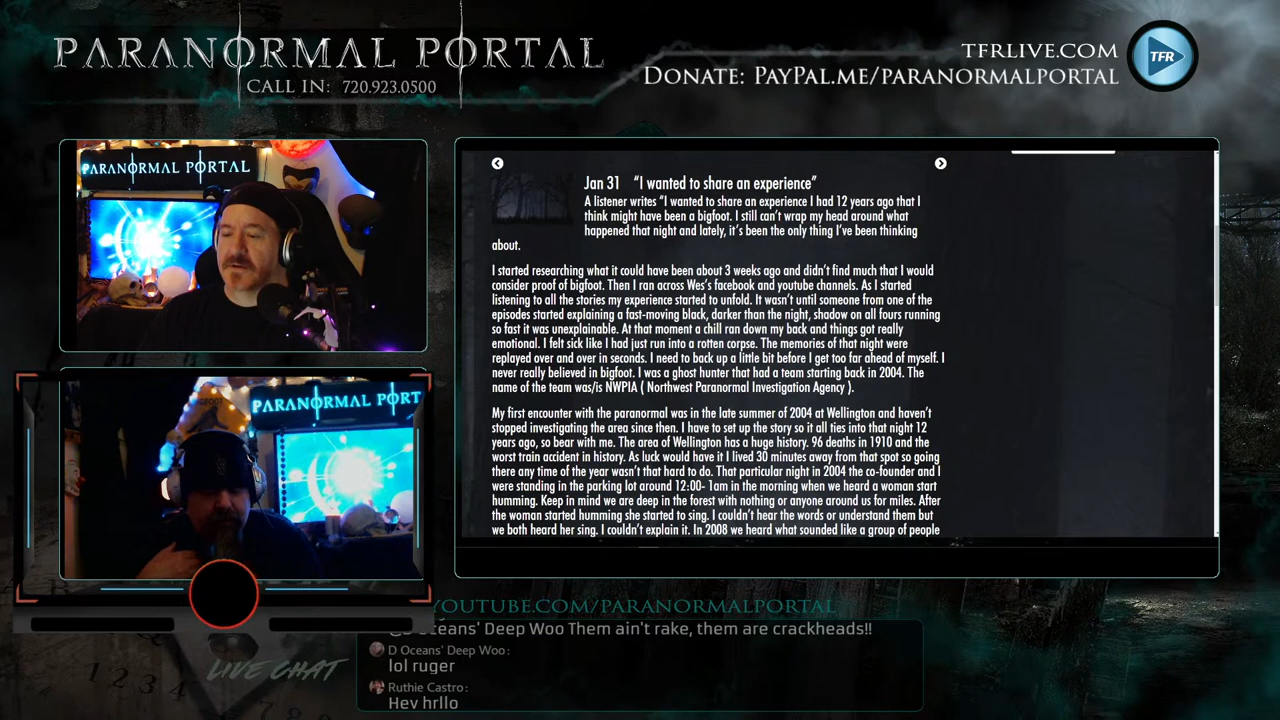 PARANORMAL PORTAL
CALL IN: 720.923.0500
TFRLIVE.COM
DONATE: PAYPAL.ME/PARANORMALPORTAL
TFR
PARANORMAL PORTAL
PARANORMAL PORT
Jan 31 “I wanted to share an experience”
A listener writes “I wanted to share an experience I had 12 years ago that I
think might have been a bigfoot. I still can’t wrap my head around what
happened that night and lately, it’s been the only thing I’ve been thinking
about.
I started researching what it could have been about 3 weeks ago and didn’t find much that I would
consider proof of bigfoot. Then I ran across Wes’s facebook and youtube channels. As I started
listening to all the stories my experience started to unfold. It wasn’t until someone from one of the
episodes started explaining a fast-moving black, darker than the night, shadow on all fours running
so fast it was unexplainable. At that moment a chill ran down my back and things got really
emotional. I felt sick like I had just run into a rotten corpse. The memories of that night were
replayed over and over in seconds. I need to back up a little bit before I get too far ahead of myself. I
never really believed in bigfoot. I was a ghost hunter that had a team starting back in 2004. The
name of the team was/is NWPIA ( Northwest Paranormal Investigation Agency ).
My first encounter with the paranormal was in the late summer of 2004 at Wellington and haven’t
stopped investigating the area since then. I have to set up the story so it all ties into that night 12
years ago, so bear with me. The area of Wellington has a huge history. 96 deaths in 1910 and the
worst train accident in history. As luck would have it I lived 30 minutes away from that spot so going
there any time of the year wasn’t that hard to do. That particular night in 2004 the co-founder and I
were standing in the parking lot around 12:00- 1am in the morning when we heard a woman start
humming. Keep in mind we are deep in the forest with nothing or anyone around us for miles. After
the woman started humming she started to sing. I couldn’t hear the words or understand them but
we both heard her sing. I couldn’t explain it. In 2008 we heard what sounded like a group of people
YOUTUBE.COM/PARANORMALPORTAL
Oceans' Deep Woo Them ain't rake, them are crackheads!!
D Oceans' Deep Woo:
lol ruger
Ruthie Castro:
Hey hrllo
LIVE CHAT
1 2 3 4